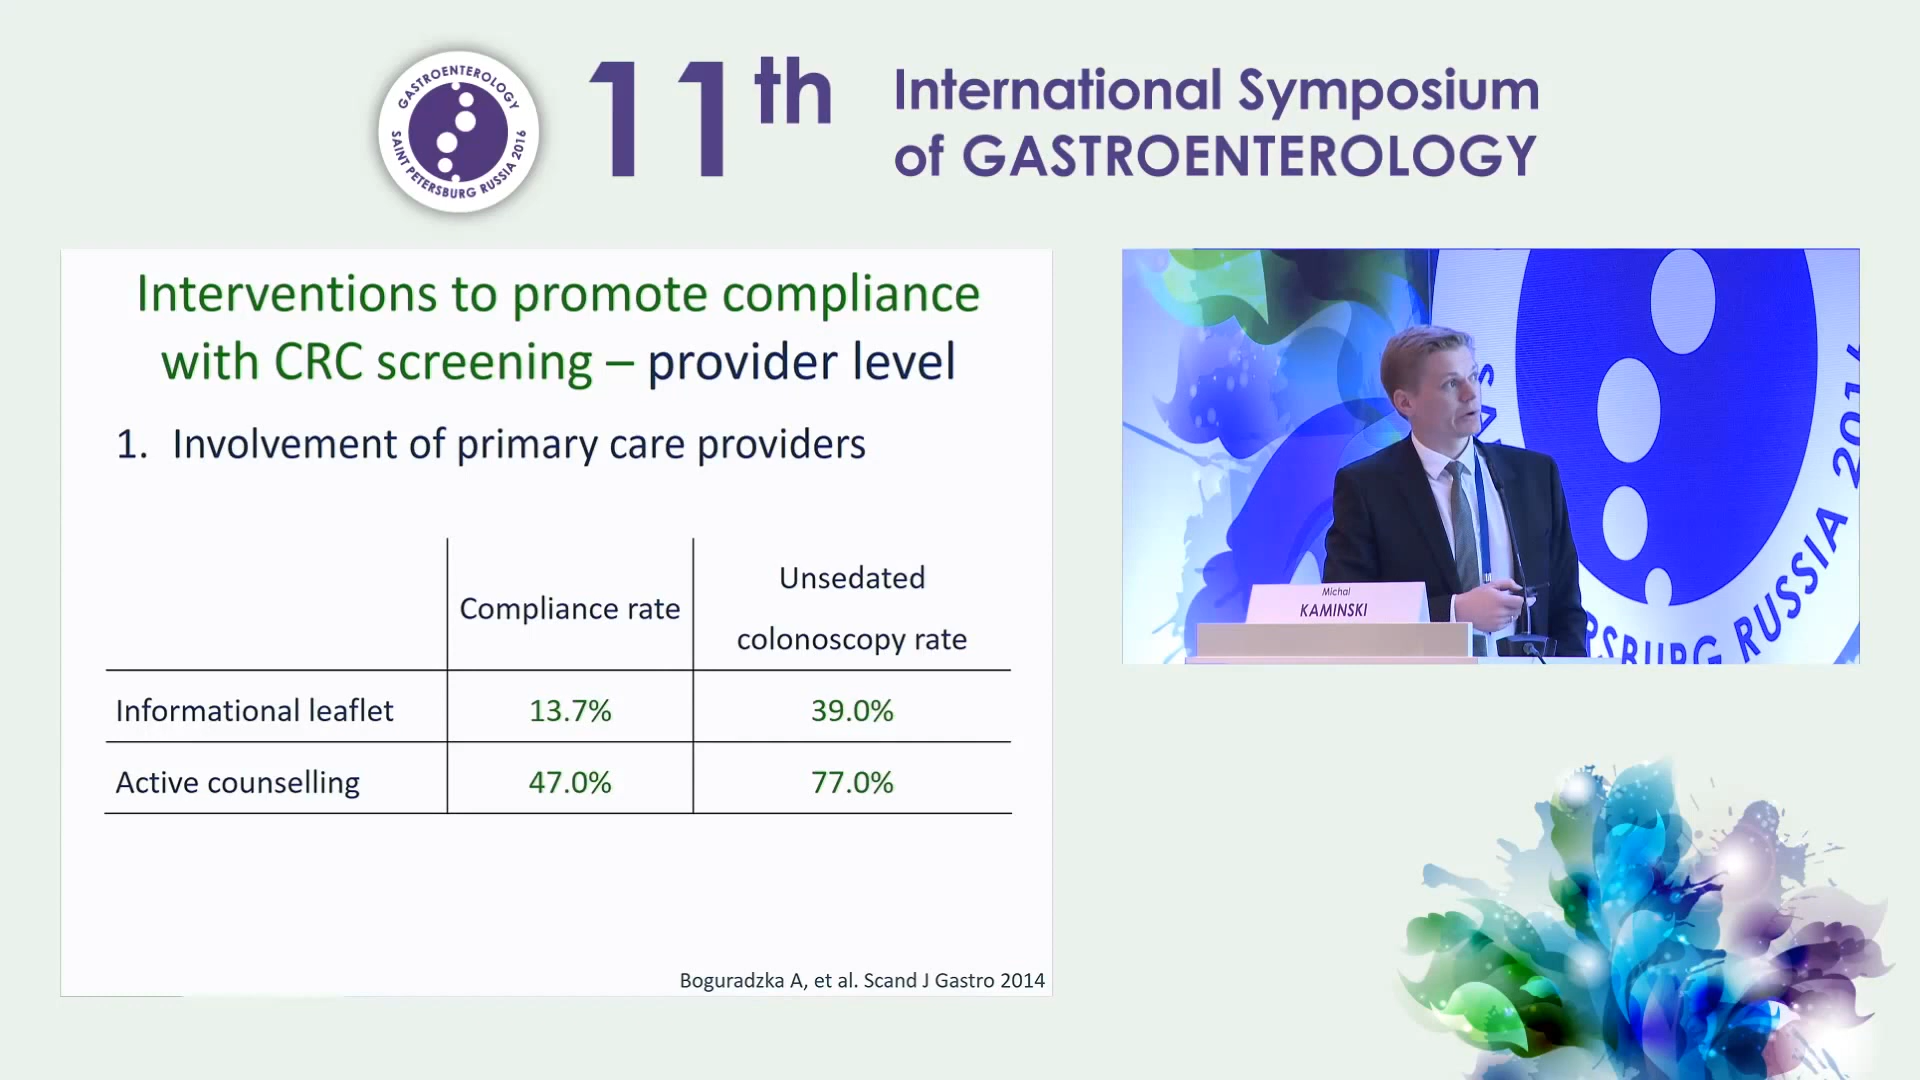 GASTROENTEROLOGY
SAINT PETERSBURG RUSSIA 2016
11th
International Symposium
of GASTROENTEROLOGY
Interventions to promote compliance
with CRC screening – provider level
1. Involvement of primary care providers
Compliance rate
Unsedated
colonoscopy rate
Informational leaflet 13.7% 39.0%
Active counselling 47.0% 77.0%
Boguradzka A, et al. Scand J Gastro 2014
Michal
KAMINSKI
RSBURG RUSSIA 201